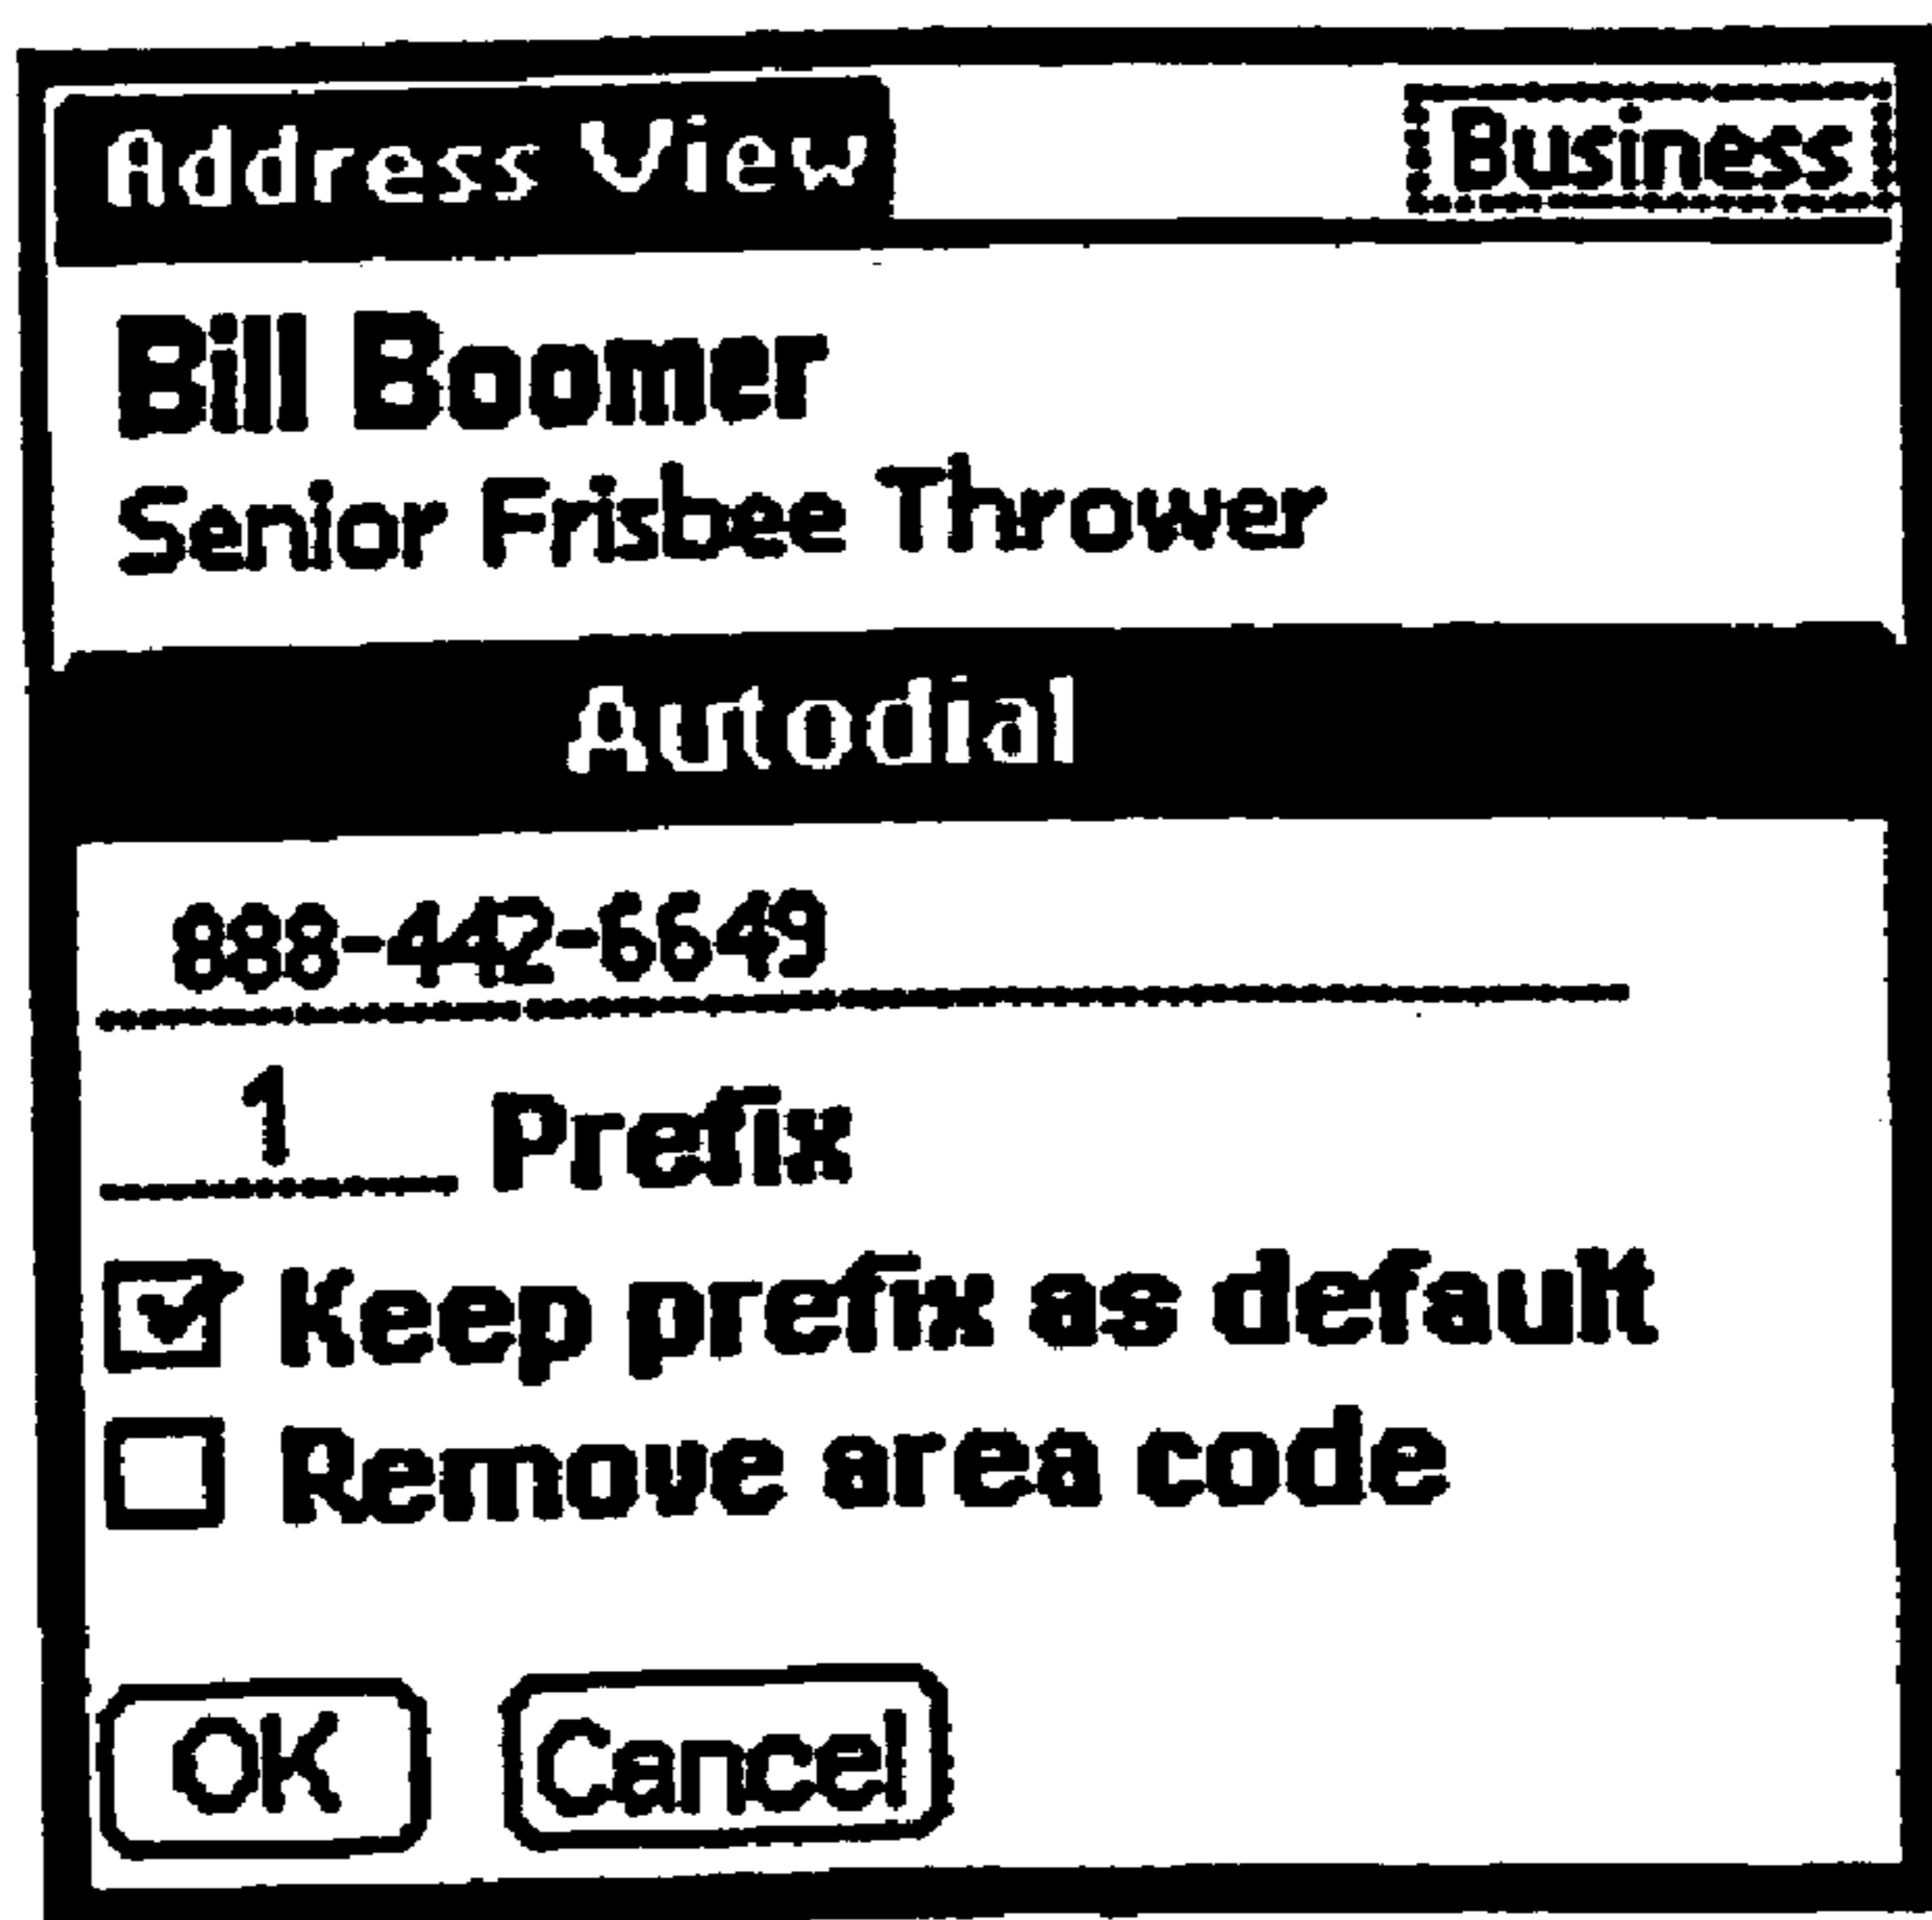 Address View Business
Bill Boomer
Senior Frisbee Thrower
Autodial
888-442-6649
1 Prefix
Keep prefix as default
Remove area code
OK Cancel